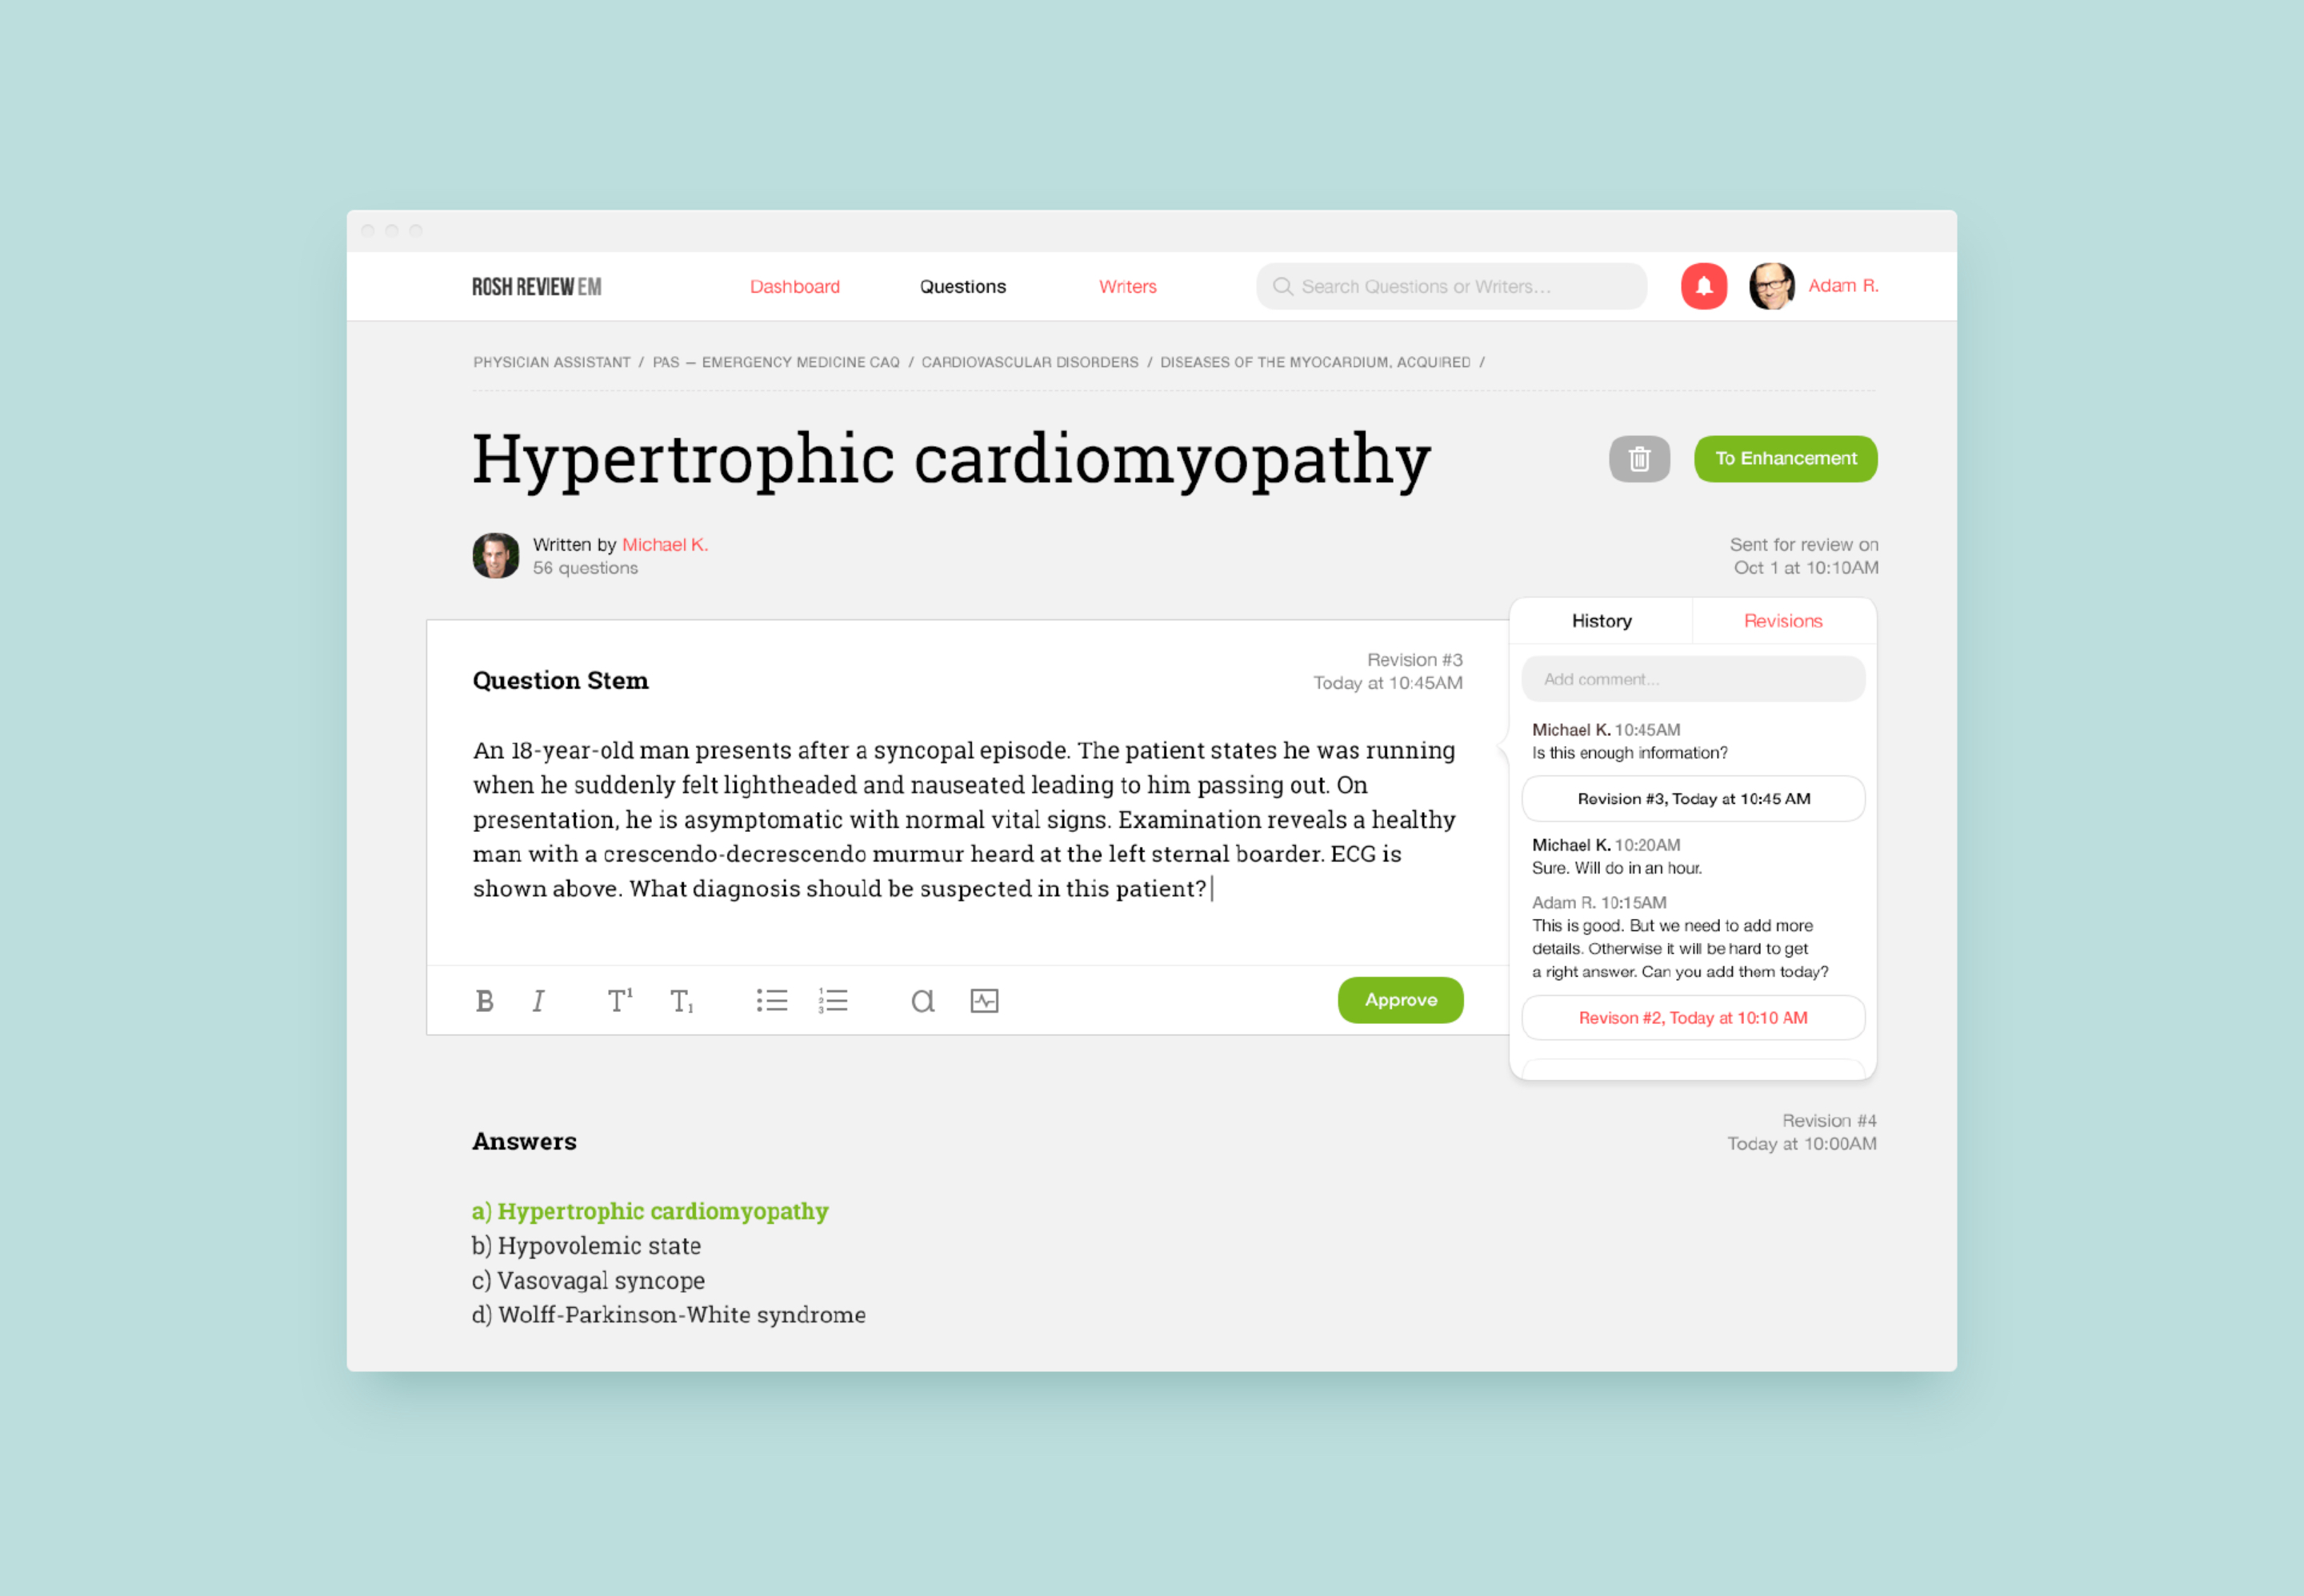 ROSH REVIEW EM
Dashboard
Questions
Writers
Search Questions or Writers...
Adam R.
PHYSICIAN ASSISTANT / PAS — EMERGENCY MEDICINE CAQ / CARDIOVASCULAR DISORDERS / DISEASES OF THE MYOCARDIUM, ACQUIRED /
Hypertrophic cardiomyopathy
To Enhancement
Written by Michael K.
56 questions
Sent for review on
Oct 1 at 10:10AM
Question Stem
Revision #3
Today at 10:45AM
An 18-year-old man presents after a syncopal episode. The patient states he was running
when he suddenly felt lightheaded and nauseated leading to him passing out. On
presentation, he is asymptomatic with normal vital signs. Examination reveals a healthy
man with a crescendo-decrescendo murmur heard at the left sternal boarder. ECG is
shown above. What diagnosis should be suspected in this patient?
B I T1 T1 1 2 3 a
Approve
History
Revisions
Add comment...
Michael K. 10:45AM
Is this enough information?
Revision #3, Today at 10:45 AM
Michael K. 10:20AM
Sure. Will do in an hour.
Adam R. 10:15AM
This is good. But we need to add more
details. Otherwise it will be hard to get
a right answer. Can you add them today?
Revison #2, Today at 10:10 AM
Answers
Revision #4
Today at 10:00AM
a) Hypertrophic cardiomyopathy
b) Hypovolemic state
c) Vasovagal syncope
d) Wolff-Parkinson-White syndrome